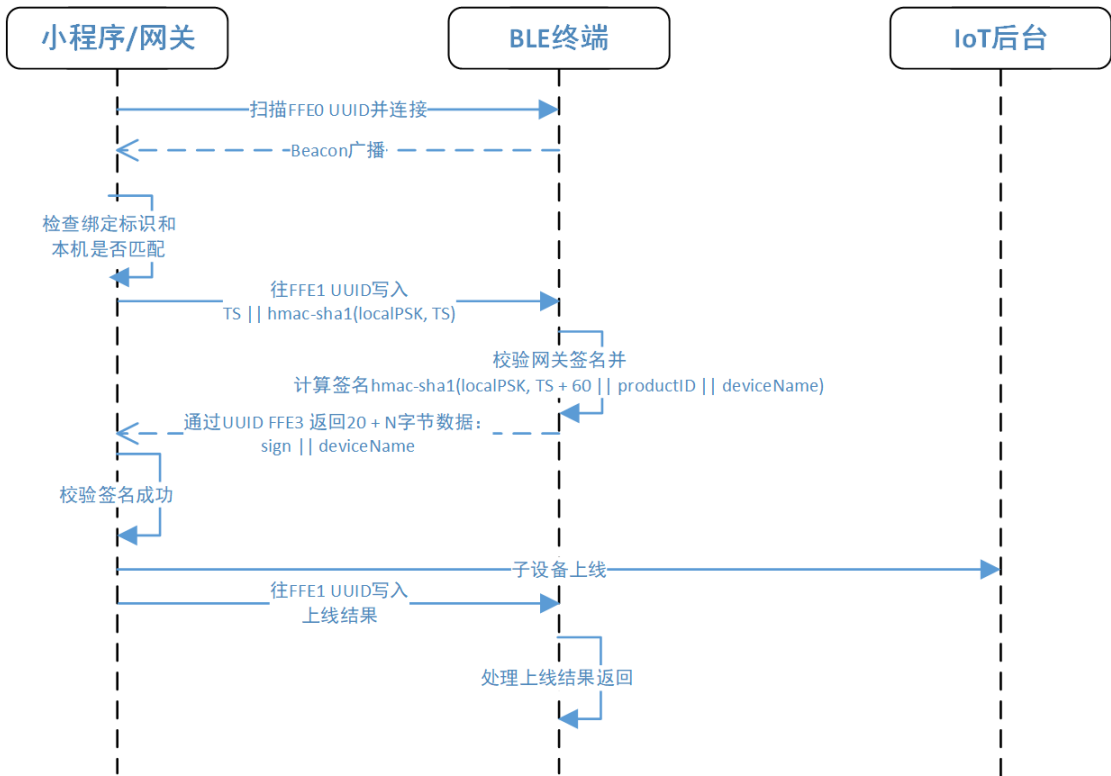 小程序/网关
BLE终端
IoT后台
扫描FFE0 UUID并连接
Beacon广播
检查绑定标识和
本机是否匹配
往FFE1 UUID写入
TS || hmac-sha1(localPSK, TS)
校验网关签名并
计算签名hmac-sha1(localPSK, TS + 60 || productID || deviceName)
通过UUID FFE3 返回20 + N字节数据：
sign || deviceName
校验签名成功
子设备上线
往FFE1 UUID写入
上线结果
处理上线结果返回